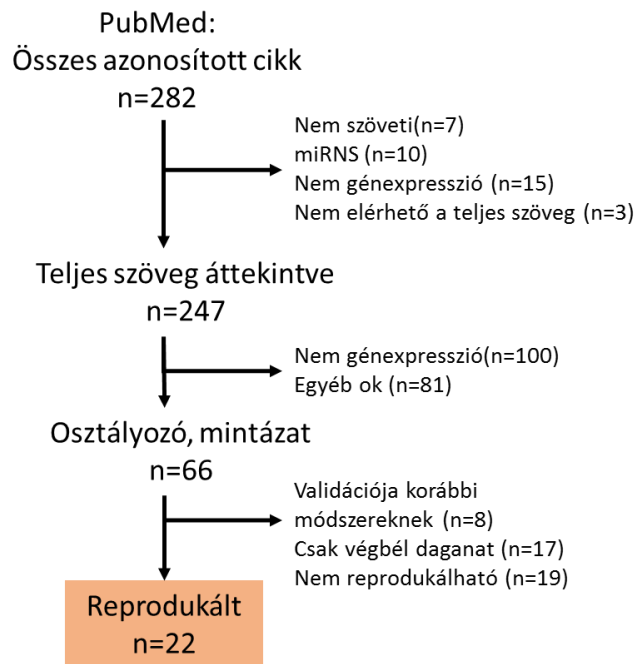 PubMed:
Összes azonosított cikk
n=282
Nem szöveti(n=7)
miRNS (n=10)
Nem génexpresszió (n=15)
Nem elérhető a teljes szöveg (n=3)
Teljes szöveg áttekintve
n=247
Nem génexpresszió(n=100)
Egyéb ok (n=81)
Osztályozó, mintázat
n=66
Validációja korábbi
módszereknek (n=8)
Csak végbél daganat (n=17)
Nem reprodukálható (n=19)
Reprodukált
n=22